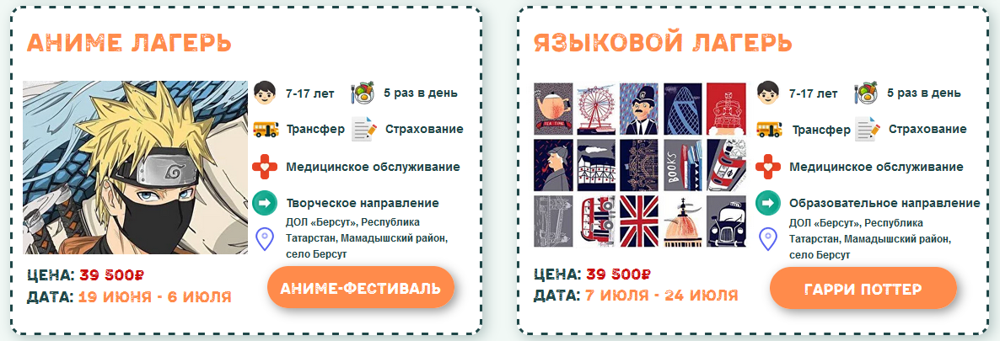 АНИМЕ ЛАГЕРЬ
7-17 лет
5 раз в день
Трансфер
Страхование
Медицинское обслуживание
Творческое направление
ДОЛ «Берсут», Республика
Татарстан, Мамадышский район,
село Берсут
ЦЕНА: 39 500₽
ДАТА: 19 ИЮНЯ - 6 ИЮЛЯ
АНИМЕ-ФЕСТИВАЛЬ
ЯЗЫКОВОЙ ЛАГЕРЬ
TEA TIME
BOOKS
7-17 лет
5 раз в день
Трансфер
Страхование
Медицинское обслуживание
Образовательное направление
ДОЛ «Берсут», Республика
Татарстан, Мамадышский район,
село Берсут
ЦЕНА: 39 500₽
ДАТА: 7 ИЮЛЯ - 24 ИЮЛЯ
ГАРРИ ПОТТЕР